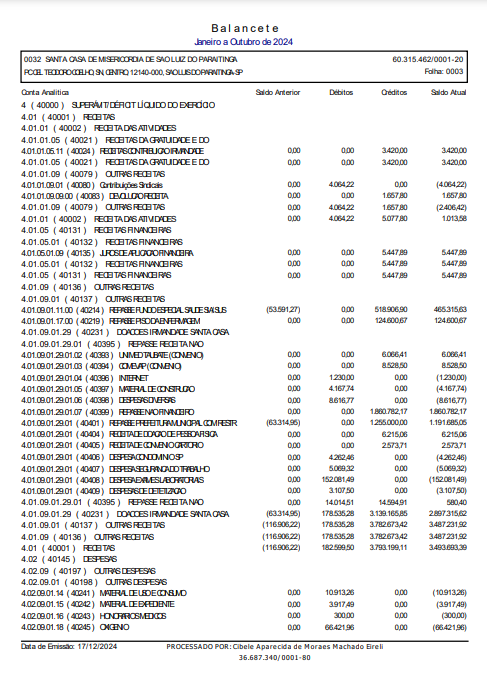 Balancete
Janeiro a Outubro de 2024
0032 SANTA CASA DE MISERICORDIA DE SAO LUIZ DO PARAITINGA 60.315.462/0001-20
PC CEL TEODORO COELHO, SN, CENTRO, 12140-000, SAO LUIS DO PARAITINGA-SP Folha: 0003
Conta Analítica Saldo Anterior Débitos Créditos Saldo Atual
4 (40000) SUPERÁVIT/DÉFICIT LÍQUIDO DO EXERCÍCIO
4.01 (40001) RECEITAS
4.01.01 (40002) RECEITA DAS ATIVIDADES
4.01.01.05 (40021) RECEITAS DA GRATUIDADE E DO
4.01.01.05.11 (40024) RECEITAS CONTRIBUICAO IRMANDADE 0,00 0,00 3.420,00 3.420,00
4.01.01.05 (40021) RECEITAS DA GRATUIDADE E DO 0,00 0,00 3.420,00 3.420,00
4.01.01.09 (40079) OUTRAS RECEITAS
4.01.01.09.01 (40080) Contribuições Sindicais 0,00 4.064,22 0,00 (4.064,22)
4.01.01.09.09.00 (40083) DEVOLUCAO RECEITA 0,00 0,00 1.657,80 1.657,80
4.01.01.09 (40079) OUTRAS RECEITAS 0,00 4.064,22 1.657,80 (2.406,42)
4.01.01 (40002) RECEITA DAS ATIVIDADES 0,00 4.064,22 5.077,80 1.013,58
4.01.05 (40131) RECEITAS FINANCEIRAS
4.01.05.01 (40132) RECEITAS FINANCEIRAS
4.01.05.01.09 (40135) JUROS DE APLICACAO FINANCEIRA 0,00 0,00 5.447,89 5.447,89
4.01.05.01 (40132) RECEITAS FINANCEIRAS 0,00 0,00 5.447,89 5.447,89
4.01.05 (40131) RECEITAS FINANCEIRAS 0,00 0,00 5.447,89 5.447,89
4.01.09 (40136) OUTRAS RECEITAS
4.01.09.01 (40137) OUTRAS RECEITAS
4.01.09.01.11.00 (40214) REPASSE FUNDO ESPECIAL SAUDE SIA/SUS (53.591,27) 0,00 518.906,90 465.315,63
4.01.09.01.17.00 (40219) REPASSE PISO DA ENFERMAGEM 0,00 0,00 124.600,67 124.600,67
4.01.09.01.29 (40231) DOACOES IRMANDADE SANTA CASA
4.01.09.01.29.01 (40395) REPASSE RECEITA NAO
4.01.09.01.29.01.02 (40393) UNIMED TAUBATE (CONVENIO) 0,00 0,00 6.066,41 6.066,41
4.01.09.01.29.01.03 (40394) COMEVAP (CONVENIO) 0,00 0,00 8.528,50 8.528,50
4.01.09.01.29.01.04 (40396) INTERNET 0,00 1.230,00 0,00 (1.230,00)
4.01.09.01.29.01.05 (40397) MATERIAL DE CONSTRUCAO 0,00 4.167,74 0,00 (4.167,74)
4.01.09.01.29.01.06 (40398) DESPESAS DIVERSAS 0,00 8.616,77 0,00 (8.616,77)
4.01.09.01.29.01.07 (40399) REPASSE NAO FINANCEIRO 0,00 0,00 1.860.782,17 1.860.782,17
4.01.09.01.29.01 (40401) REPASSE PREFEITURA MUNICIPAL COM RESTR (63.314,95) 0,00 1.255.000,00 1.191.685,05
4.01.09.01.29.01 (40404) RECEITA DE DOACAO DE PESSOA FISICA 0,00 0,00 6.215,06 6.215,06
4.01.09.01.29.01 (40405) RECEITA DE CONVENIO CARTORIO 0,00 0,00 2.573,71 2.573,71
4.01.09.01.29.01 (40406) DESPESA CONDOMINIO SP 0,00 4.262,46 0,00 (4.262,46)
4.01.09.01.29.01 (40407) DESPESA SEGURANCA DO TRABALHO 0,00 5.069,32 0,00 (5.069,32)
4.01.09.01.29.01 (40408) DESPESA EXAMES LABORATORIAIS 0,00 152.081,49 0,00 (152.081,49)
4.01.09.01.29.01 (40409) DESPESAS DE DETETIZACAO 0,00 3.107,50 0,00 (3.107,50)
4.01.09.01.29.01 (40395) REPASSE RECEITA NAO 0,00 14.014,51 14.594,91 580,40
4.01.09.01.29 (40231) DOACOES IRMANDADE SANTA CASA (63.314,95) 178.535,28 3.139.165,85 2.897.315,62
4.01.09.01 (40137) OUTRAS RECEITAS (116.906,22) 178.535,28 3.782.673,42 3.487.231,92
4.01.09 (40136) OUTRAS RECEITAS (116.906,22) 178.535,28 3.782.673,42 3.487.231,92
4.01 (40001) RECEITAS (116.906,22) 182.599,50 3.793.199,11 3.493.693,39
4.02 (40145) DESPESAS
4.02.09 (40197) OUTRAS DESPESAS
4.02.09.01 (40198) OUTRAS DESPESAS
4.02.09.01.14 (40241) MATERIAL DE USO E CONSUMO 0,00 10.913,26 0,00 (10.913,26)
4.02.09.01.15 (40242) MATERIAL DE EXPEDIENTE 0,00 3.917,49 0,00 (3.917,49)
4.02.09.01.16 (40243) HONORARIOS MEDICOS 0,00 300,00 0,00 (300,00)
4.02.09.01.18 (40245) OXIGENIO 0,00 66.421,96 0,00 (66.421,96)
Data de Emissão: 17/12/2024 PROCESSADO POR: Cibele Aparecida de Moraes Machado Eireli
36.687.340/0001-80